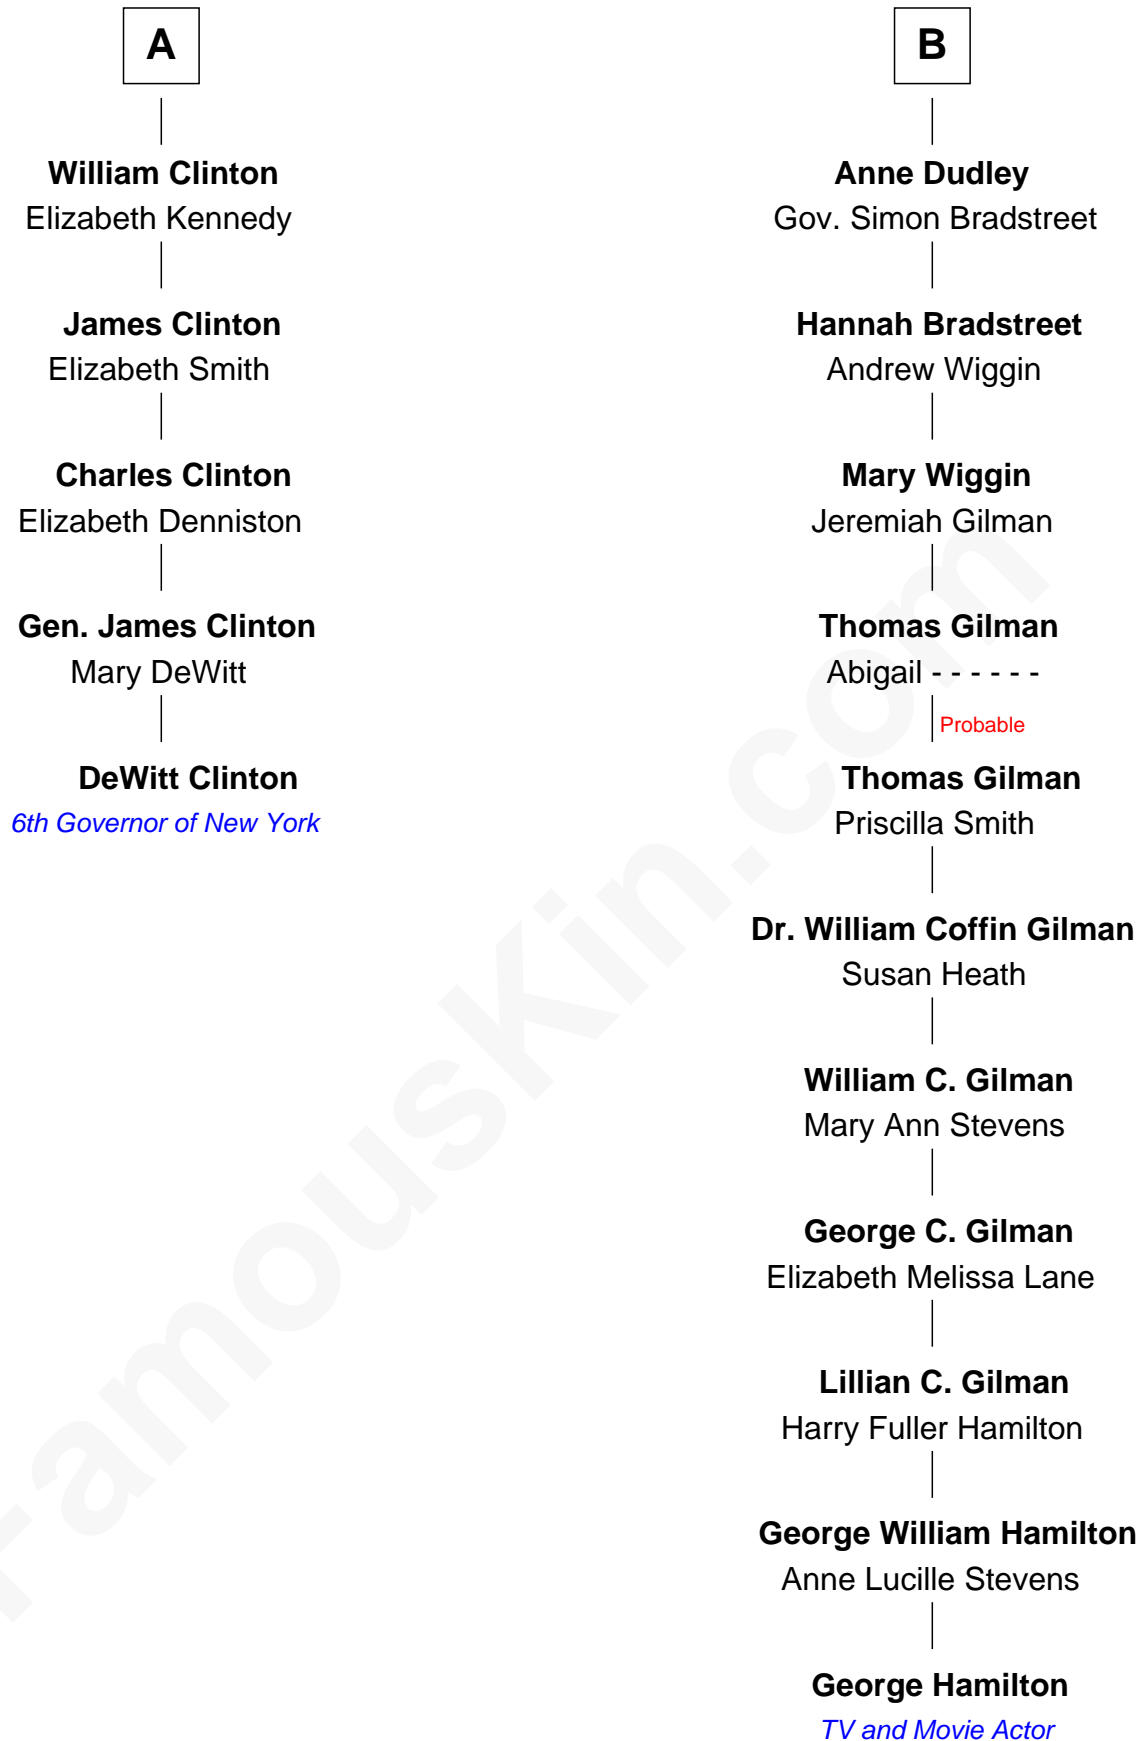 A
William Clinton
Elizabeth Kennedy
James Clinton
Elizabeth Smith
Charles Clinton
Elizabeth Denniston
Gen. James Clinton
Mary DeWitt
DeWitt Clinton
6th Governor of New York
B
Anne Dudley
Gov. Simon Bradstreet
Hannah Bradstreet
Andrew Wiggin
Mary Wiggin
Jeremiah Gilman
Thomas Gilman
Abigail - - - - - -
Probable
Thomas Gilman
Priscilla Smith
Dr. William Coffin Gilman
Susan Heath
William C. Gilman
Mary Ann Stevens
George C. Gilman
Elizabeth Melissa Lane
Lillian C. Gilman
Harry Fuller Hamilton
George William Hamilton
Anne Lucille Stevens
George Hamilton
TV and Movie Actor
FamousKin.com